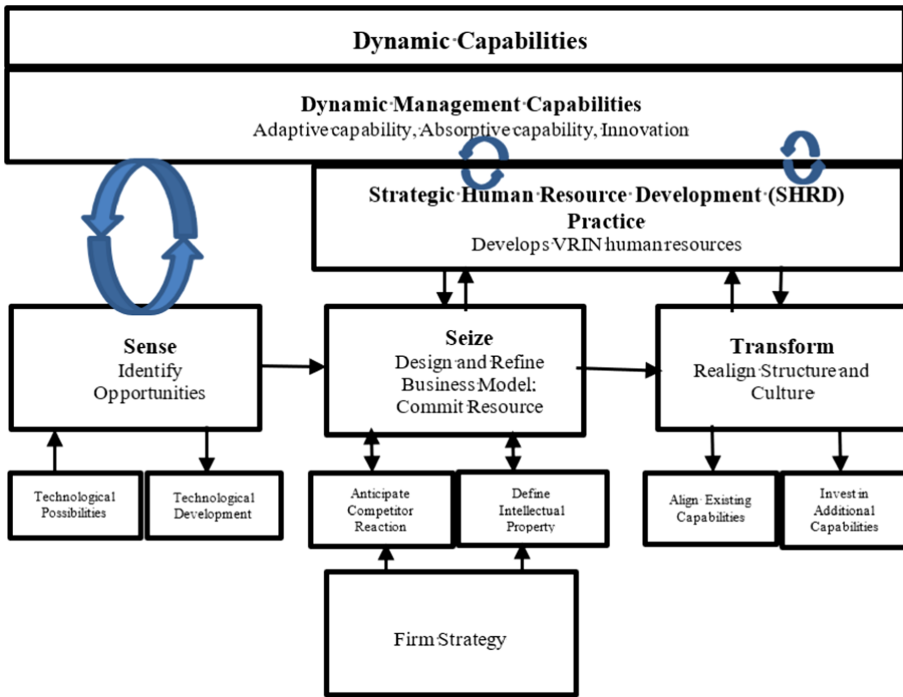 Dynamic Capabilities
Dynamic Management Capabilities
Adaptive capability, Absorptive capability, Innovation
Strategic Human Resource Development (SHRD)
Practice
Develops VRIN human resources
Sense
Identify
Opportunities
Seize
Design and Refine
Business Model:
Commit Resource
Transform
Realign Structure and
Culture
Technological
Possibilities
Technological
Development
Anticipate
Competitor
Reaction
Define
Intellectual
Property
Align Existing
Capabilities
Invest in
Additional
Capabilities
Firm Strategy